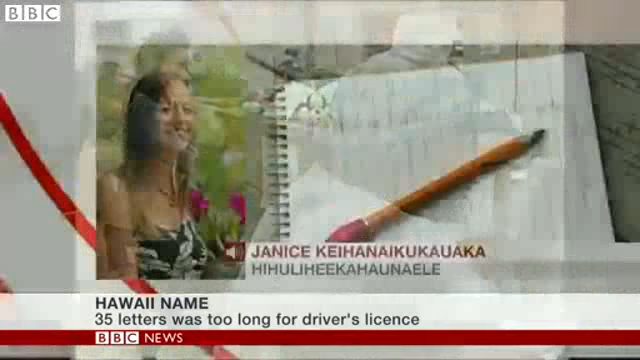 BBC
JANICE KEIHANAIKUKAUAKA
HIHULIHEEKAHAUNAELE
HAWAII NAME
35 letters was too long for driver's licence
BBC NEWS